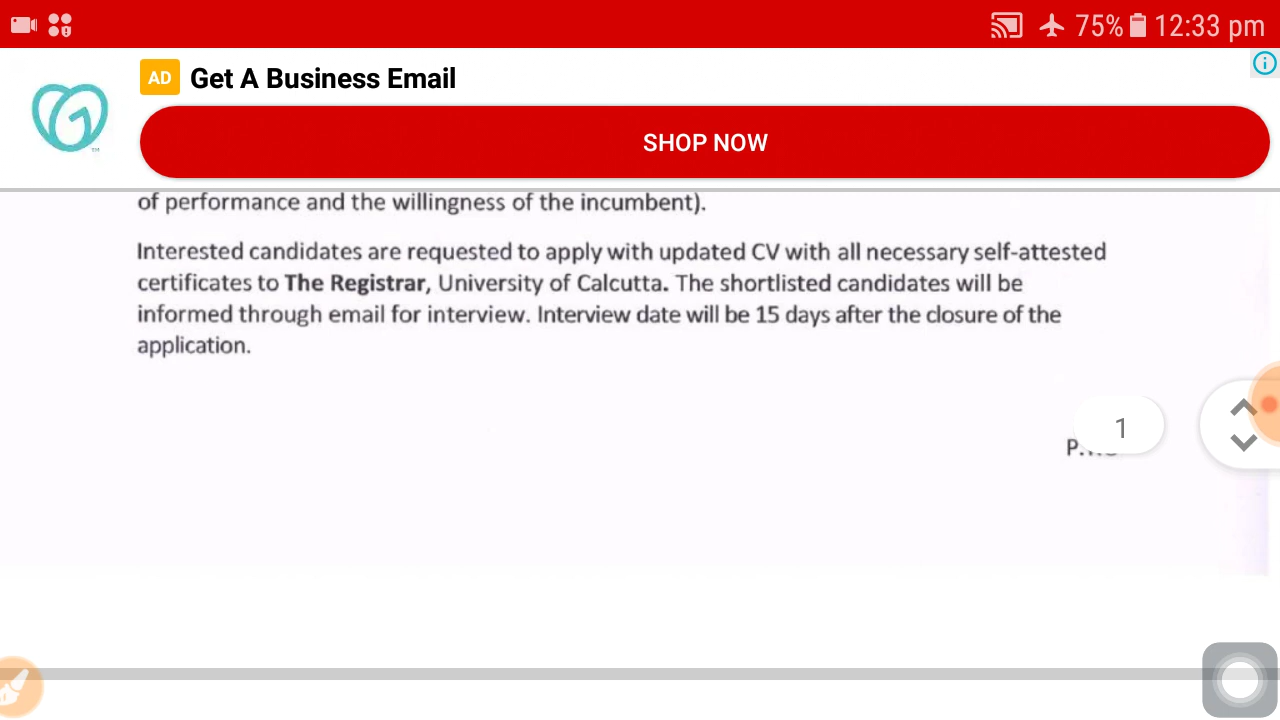 75% 12:33 pm
AD Get A Business Email
SHOP NOW
of performance and the willingness of the incumbent).
Interested candidates are requested to apply with updated CV with all necessary self-attested
certificates to The Registrar, University of Calcutta. The shortlisted candidates will be
informed through email for interview. Interview date will be 15 days after the closure of the
application.
1